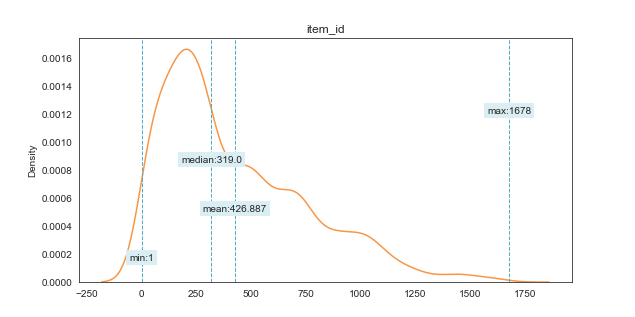 item_id
0.0016
0.0014
0.0012
0.0010
0.0008
0.0006
0.0004
0.0002
0.0000
Density
max:1678
median:319.0
mean:426.887
min:1
−250 0 250 500 750 1000 1250 1500 1750